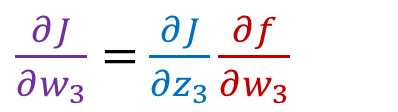 ∂J/∂w₃ = ∂J/∂z₃ ∂f/∂w₃